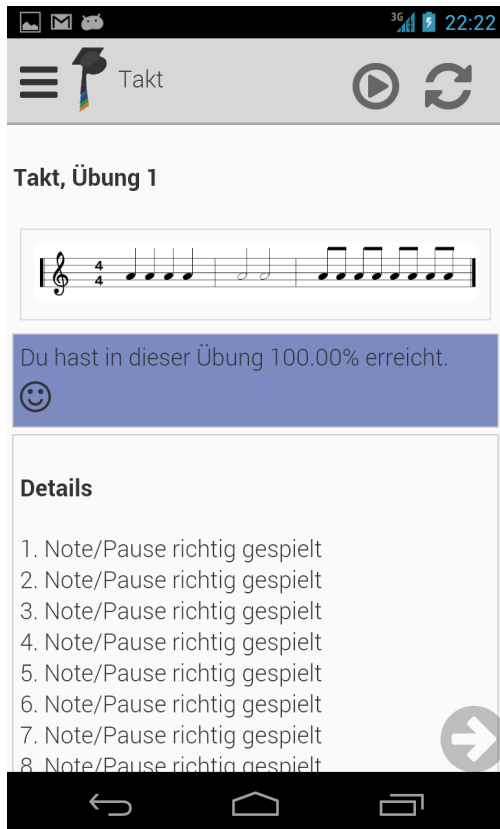 3G 22:22
Takt
Takt, Übung 1
4
4
Du hast in dieser Übung 100.00% erreicht.
Details
1. Note/Pause richtig gespielt
2. Note/Pause richtig gespielt
3. Note/Pause richtig gespielt
4. Note/Pause richtig gespielt
5. Note/Pause richtig gespielt
6. Note/Pause richtig gespielt
7. Note/Pause richtig gespielt
8. Note/Pause richtig gespielt